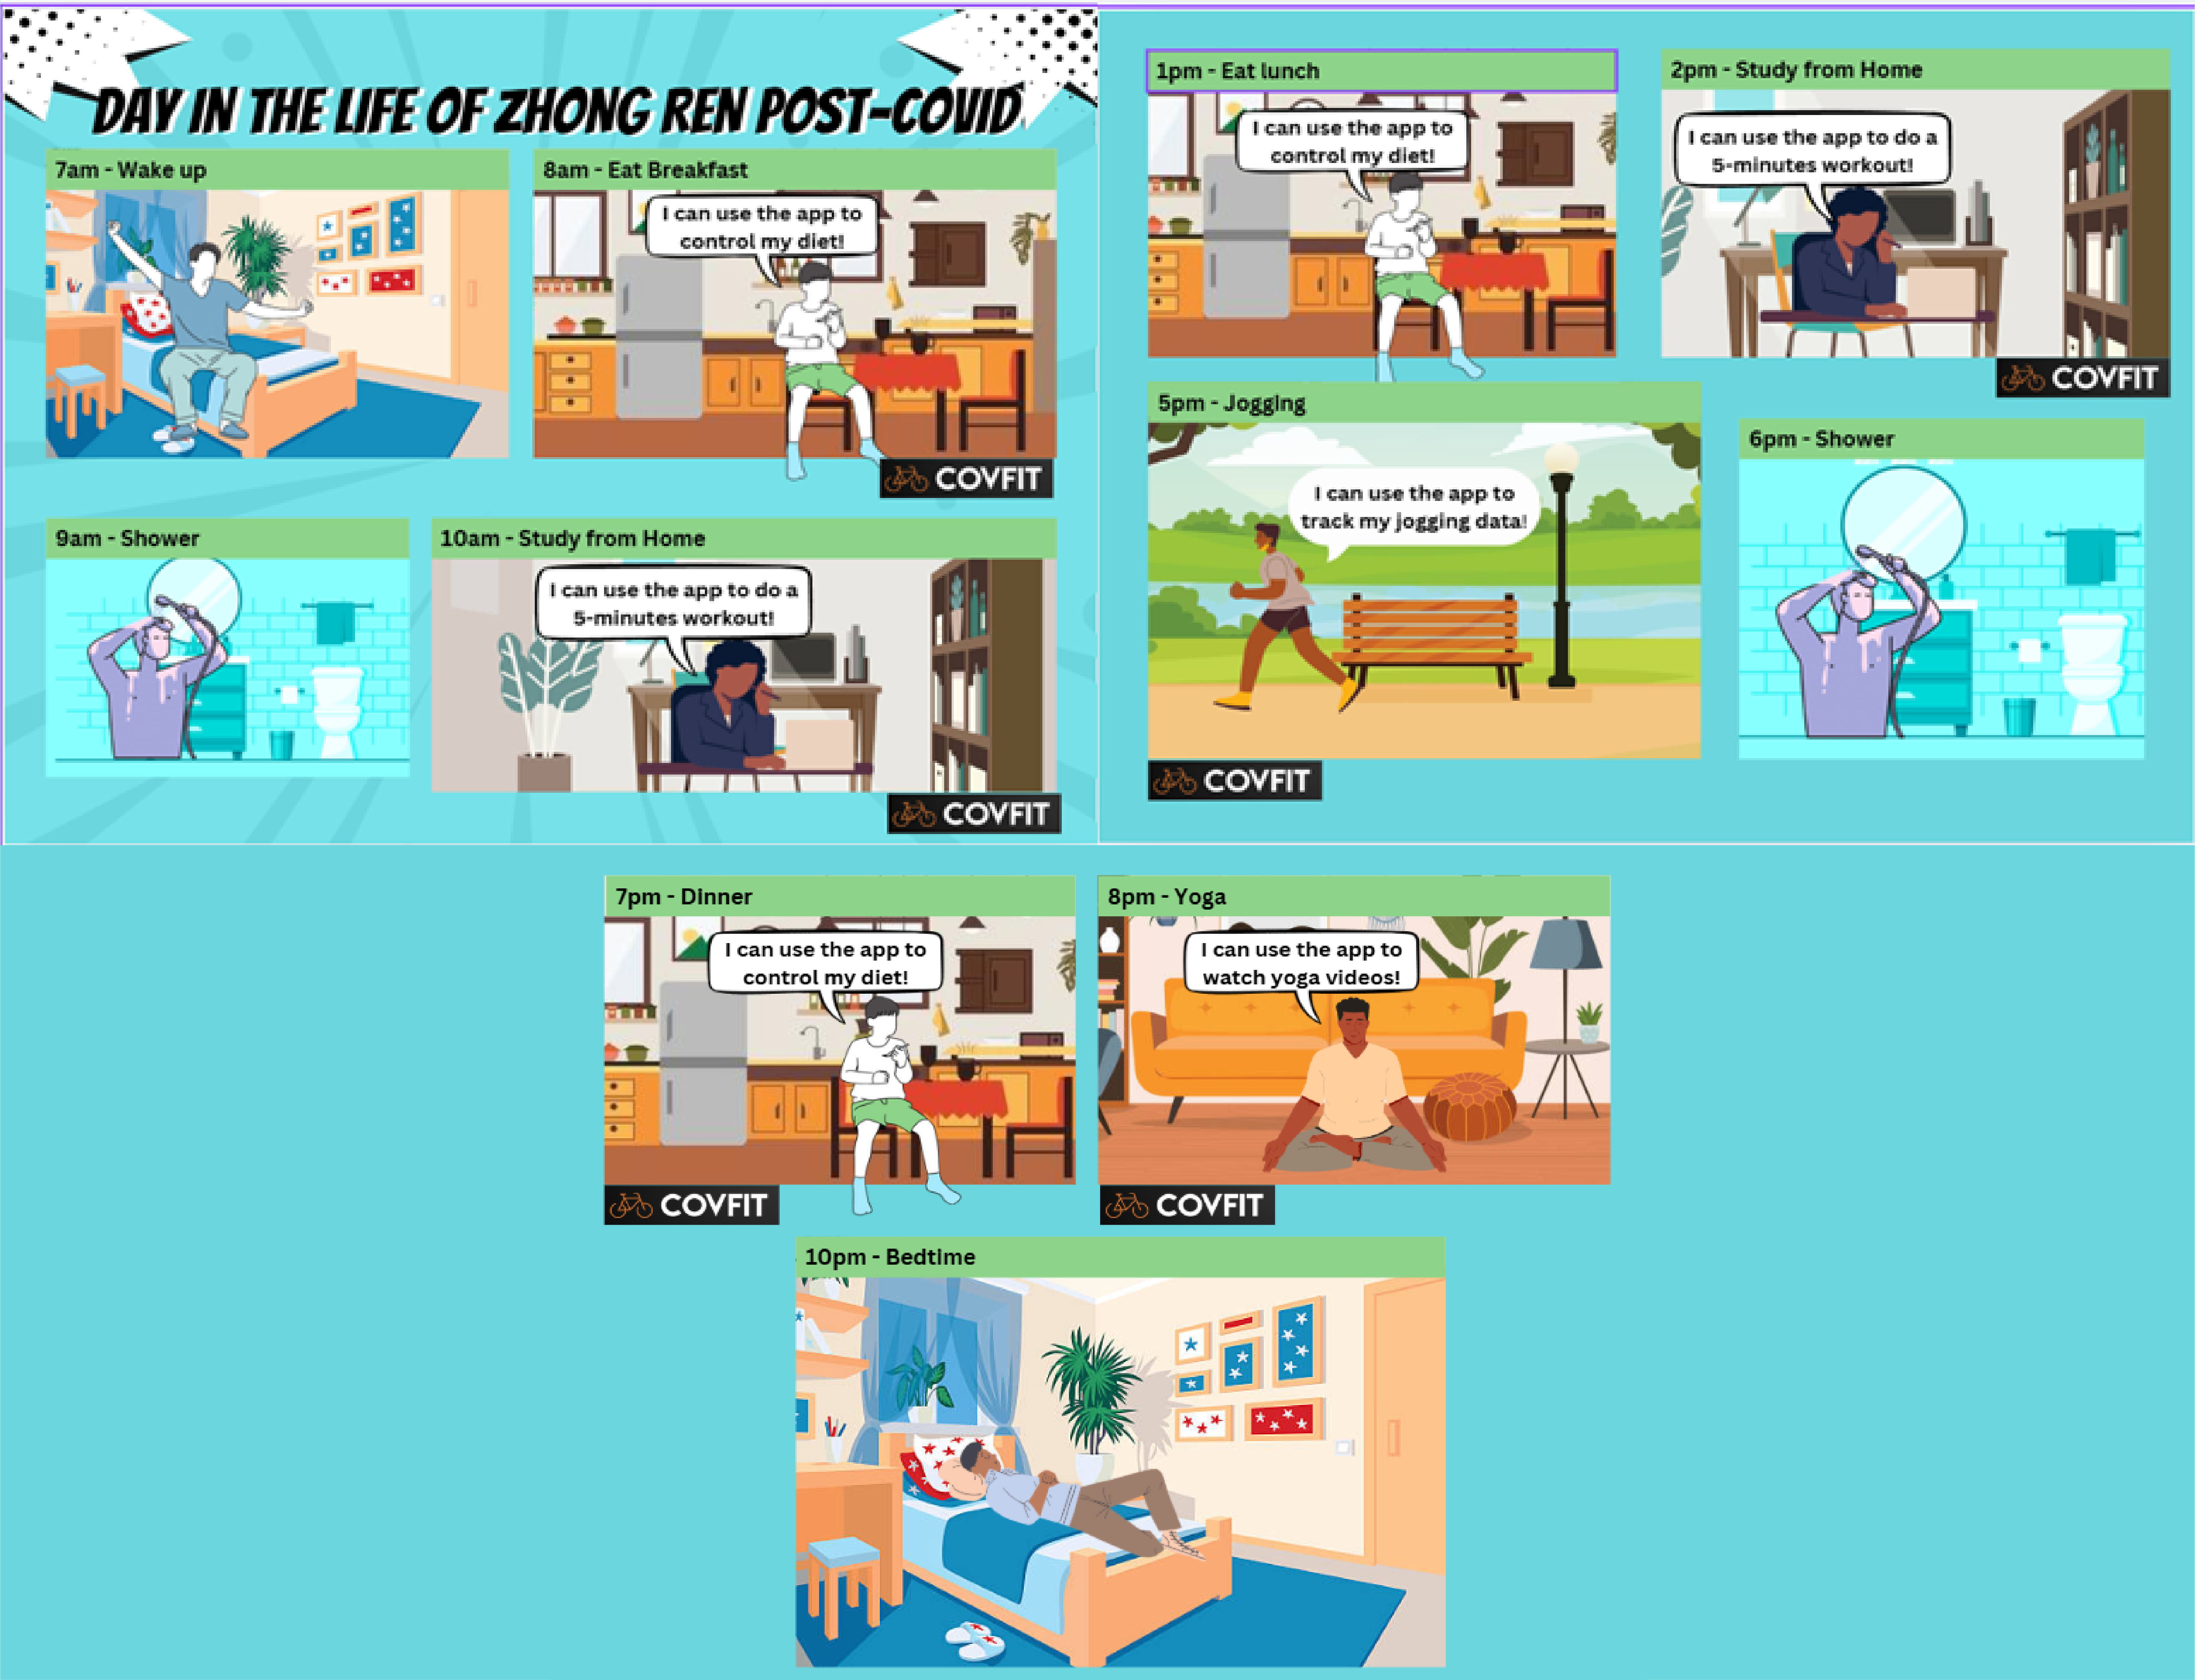 DAY IN THE LIFE OF ZHONG REN POST-COVID
7am - Wake up
8am - Eat Breakfast
I can use the app to
control my diet!
COVFIT
9am - Shower
10am - Study from Home
I can use the app to do a
5-minutes workout!
COVFIT
1pm - Eat lunch
I can use the app to
control my diet!
2pm - Study from Home
I can use the app to do a
5-minutes workout!
COVFIT
5pm - Jogging
I can use the app to
track my jogging data!
COVFIT
6pm - Shower
7pm - Dinner
I can use the app to
control my diet!
COVFIT
8pm - Yoga
I can use the app to
watch yoga videos!
COVFIT
10pm - Bedtime